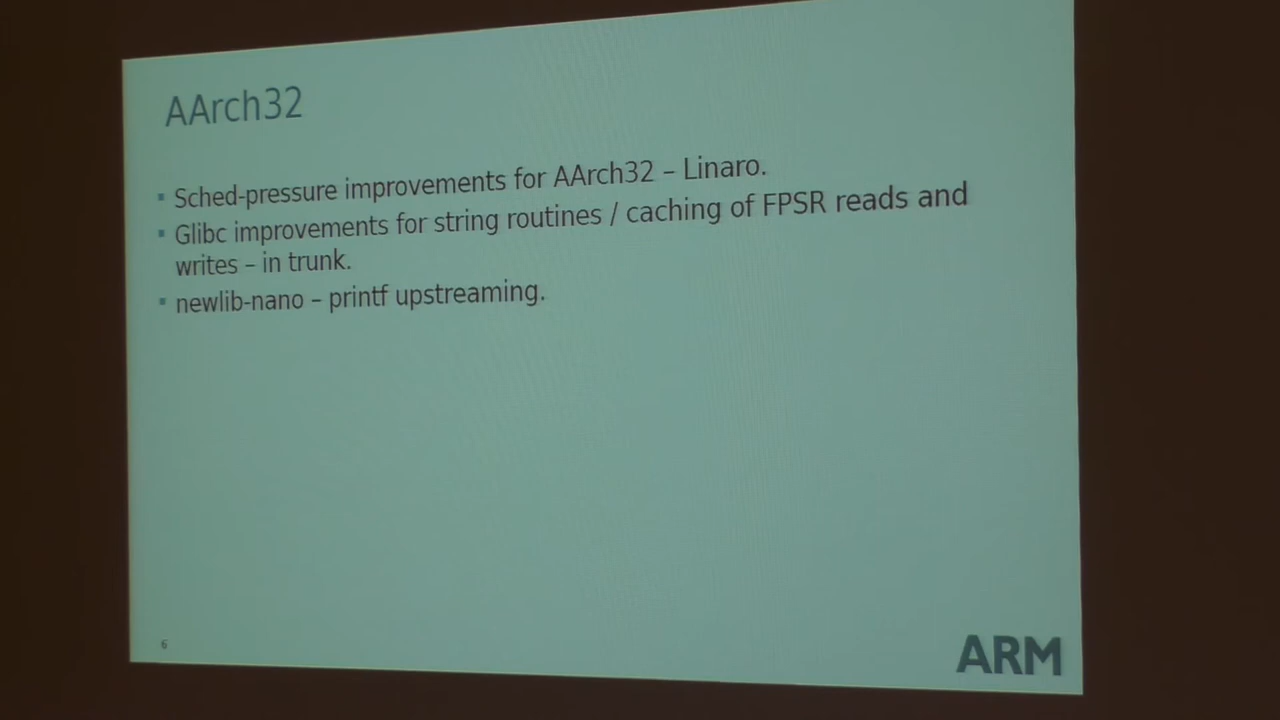 AArch32
▪ Sched-pressure improvements for AArch32 – Linaro.
▪ Glibc improvements for string routines / caching of FPSR reads and
writes – in trunk.
▪ newlib-nano – printf upstreaming.
6
ARM